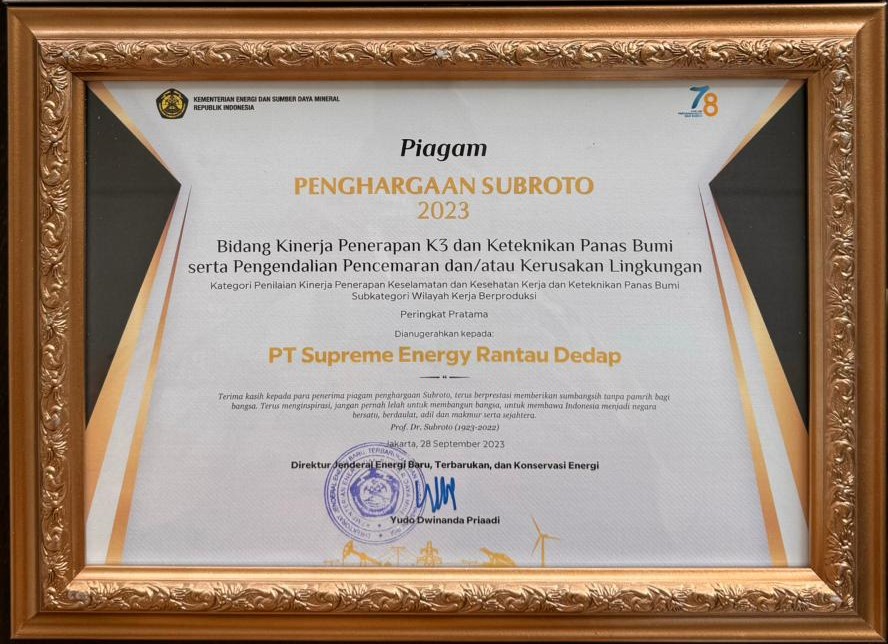 KEMENTERIAN ENERGI DAN SUMBER DAYA MINERAL
REPUBLIK INDONESIA
78
Piagam
PENGHARGAAN SUBROTO
2023
Bidang Kinerja Penerapan K3 dan Keteknikan Panas Bumi
serta Pengendalian Pencemaran dan/atau Kerusakan Lingkungan
Kategori Penilaian Kinerja Penerapan Keselamatan dan Kesehatan Kerja dan Keteknikan Panas Bumi
Subkategori Wilayah Kerja Berproduksi
Peringkat Pratama
Dianugerahkan kepada:
PT Supreme Energy Rantau Dedap
Terima kasih kepada para penerima piagam penghargaan Subroto, terus berprestasi memberikan sumbangsih tanpa pamrih bagi
bangsa. Terus menginspirasi, jangan pernah lelah untuk membangun bangsa, untuk membawa Indonesia menjadi negara
bersatu, berdaulat, adil dan makmur serta sejahtera.
Prof. Dr. Subroto (1923-2022)
Jakarta, 28 September 2023
Direktur Jenderal Energi Baru, Terbarukan, dan Konservasi Energi
Yudo Dwinanda Priaadi